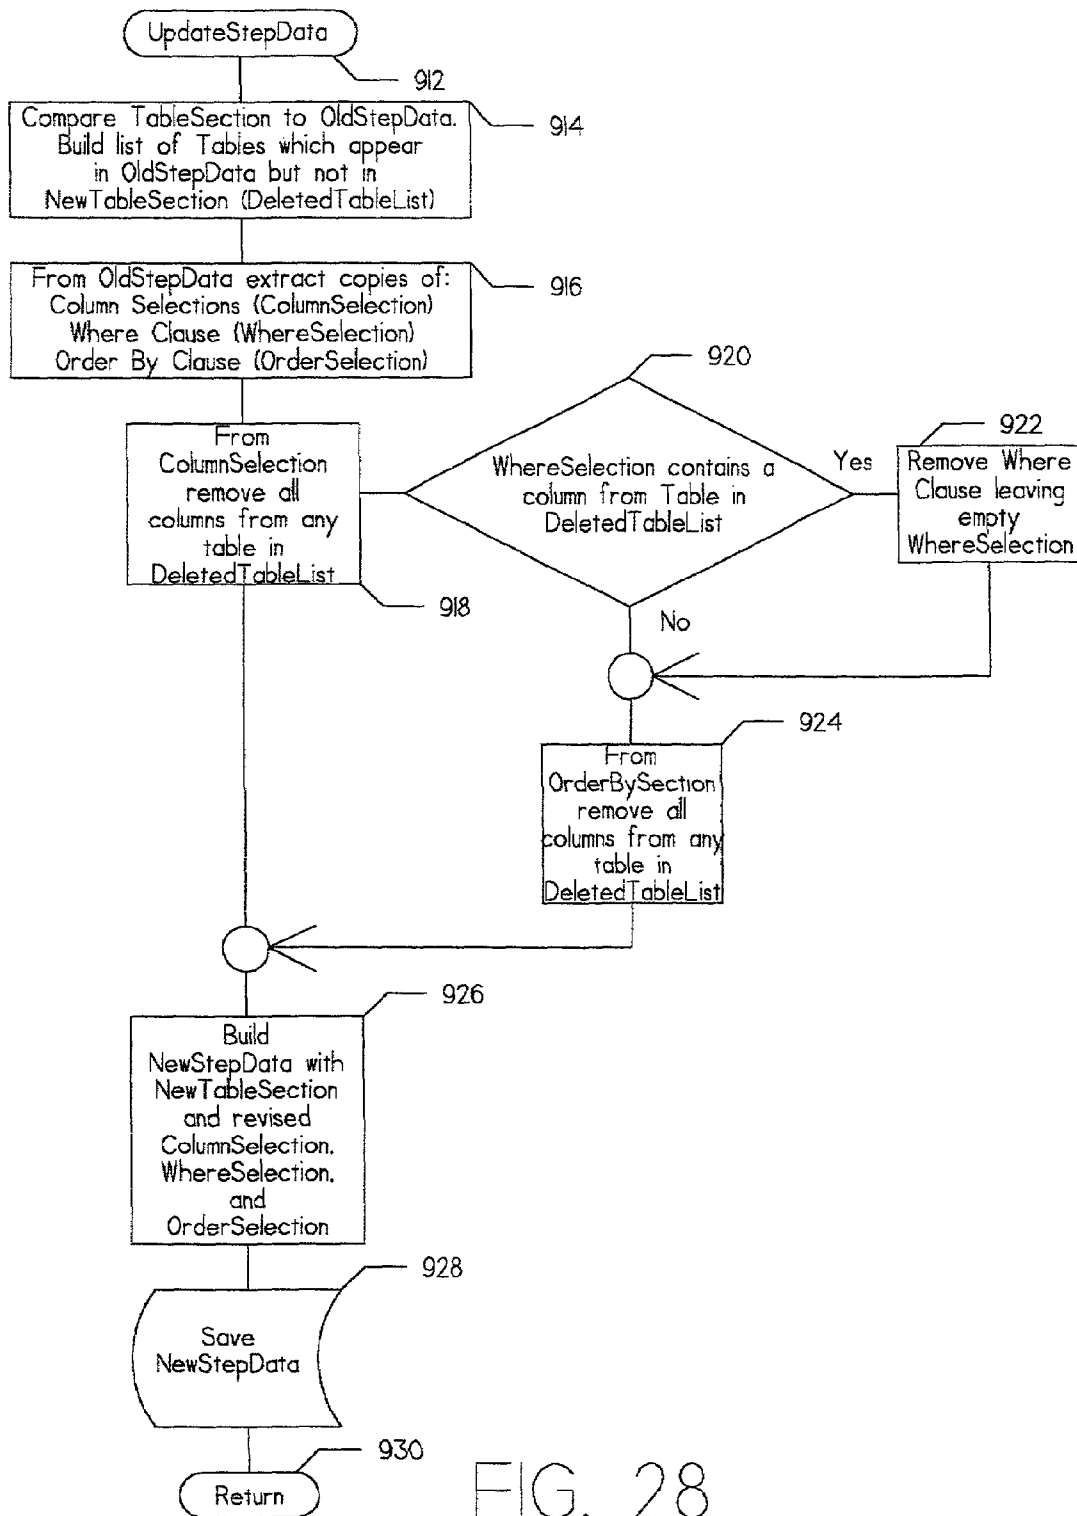 UpdateStepData
912
Compare TableSection to OldStepData.
Build list of Tables which appear
in OldStepData but not in
NewTableSection (DeletedTableList)
914
From OldStepData extract copies of:
Column Selections (ColumnSelection)
Where Clause (WhereSelection)
Order By Clause (OrderSelection)
916
From
ColumnSelection
remove all
columns from any
table in
DeletedTableList
918
920
WhereSelection contains a
column from Table in
DeletedTableList
Yes
No
922
Remove Where
Clause leaving
empty
WhereSelection
924
From
OrderBySection
remove all
columns from any
table in
DeletedTableList
926
Build
NewStepData with
NewTableSection
and revised
ColumnSelection,
WhereSelection,
and
OrderSelection
928
Save
NewStepData
930
Return
FIG. 28